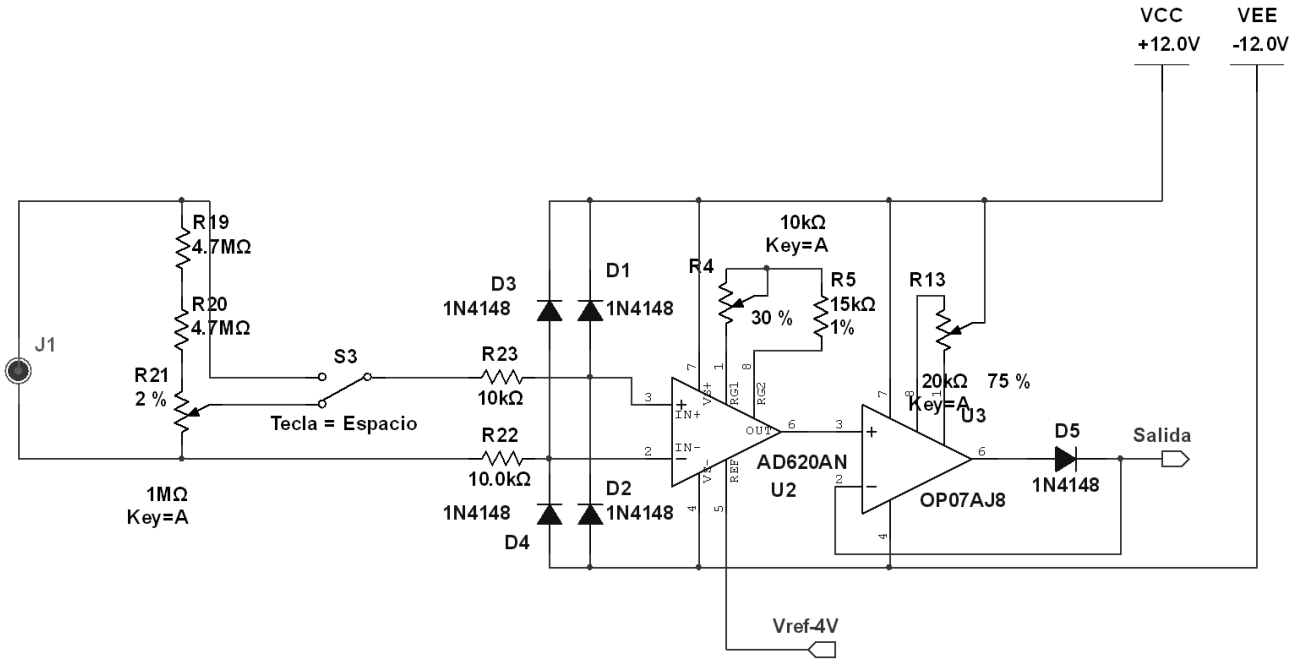 VCC
VEE
+12.0V
-12.0V
R19
4.7MΩ
R20
4.7MΩ
J1
R21
2 %
1MΩ
Key=A
S3
Tecla = Espacio
R23
10kΩ
R22
10.0kΩ
D3
1N4148
D1
1N4148
D2
1N4148
1N4148
D4
10kΩ
Key=A
R4
30 %
R5
15kΩ
1%
R13
20kΩ
75 %
Key=A
U3
7
1
8
VS+
RG1
RG2
3
+
IN+
OUT
6
2
IN-
−
VS-
REF
4
5
AD620AN
U2
7
8
1
3
+
2
−
6
4
OP07AJ8
D5
1N4148
Salida
Vref-4V